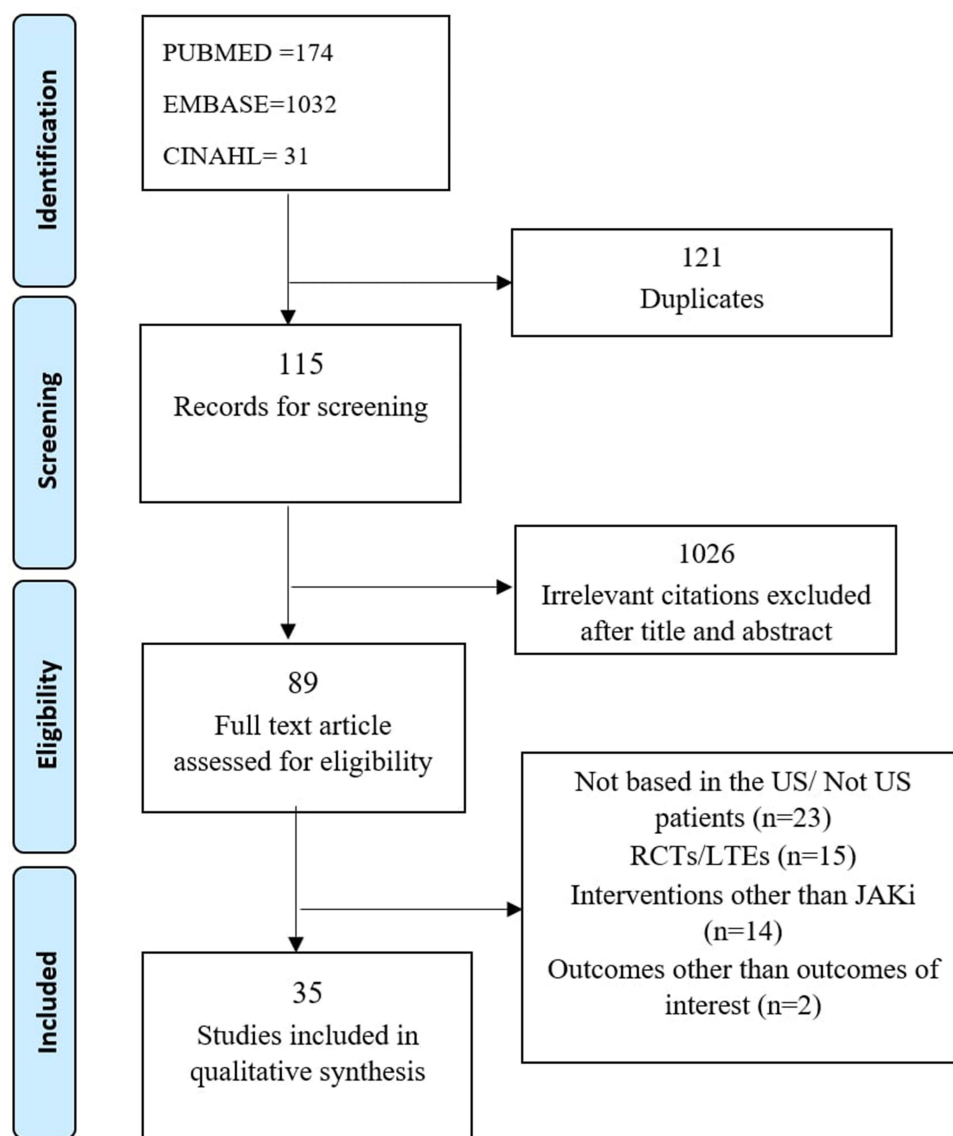 Identification
PUBMED =174
EMBASE=1032
CINAHL= 31
121
Duplicates
Screening
115
Records for screening
1026
Irrelevant citations excluded
after title and abstract
Eligibility
89
Full text article
assessed for eligibility
Not based in the US/ Not US
patients (n=23)
RCTs/LTEs (n=15)
Interventions other than JAKi
(n=14)
Outcomes other than outcomes of
interest (n=2)
Included
35
Studies included in
qualitative synthesis